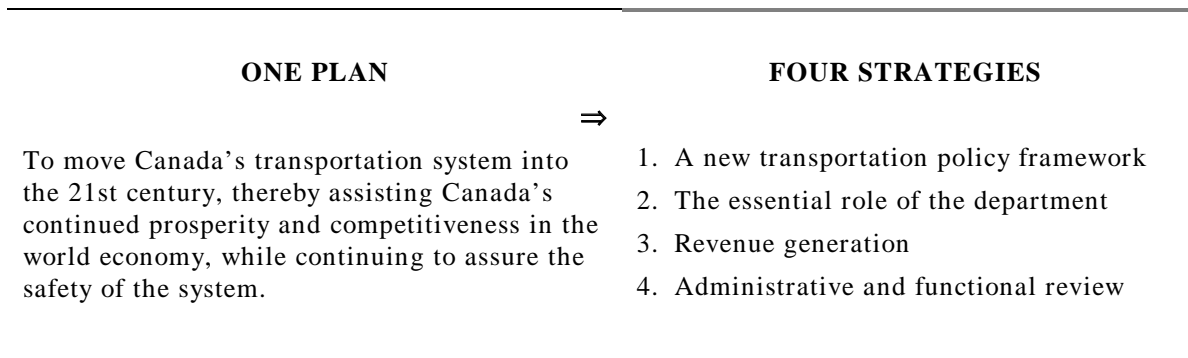 ONE PLAN
⇒
To move Canada’s transportation system into
the 21st century, thereby assisting Canada’s
continued prosperity and competitiveness in the
world economy, while continuing to assure the
safety of the system.
FOUR STRATEGIES
1. A new transportation policy framework
2. The essential role of the department
3. Revenue generation
4. Administrative and functional review